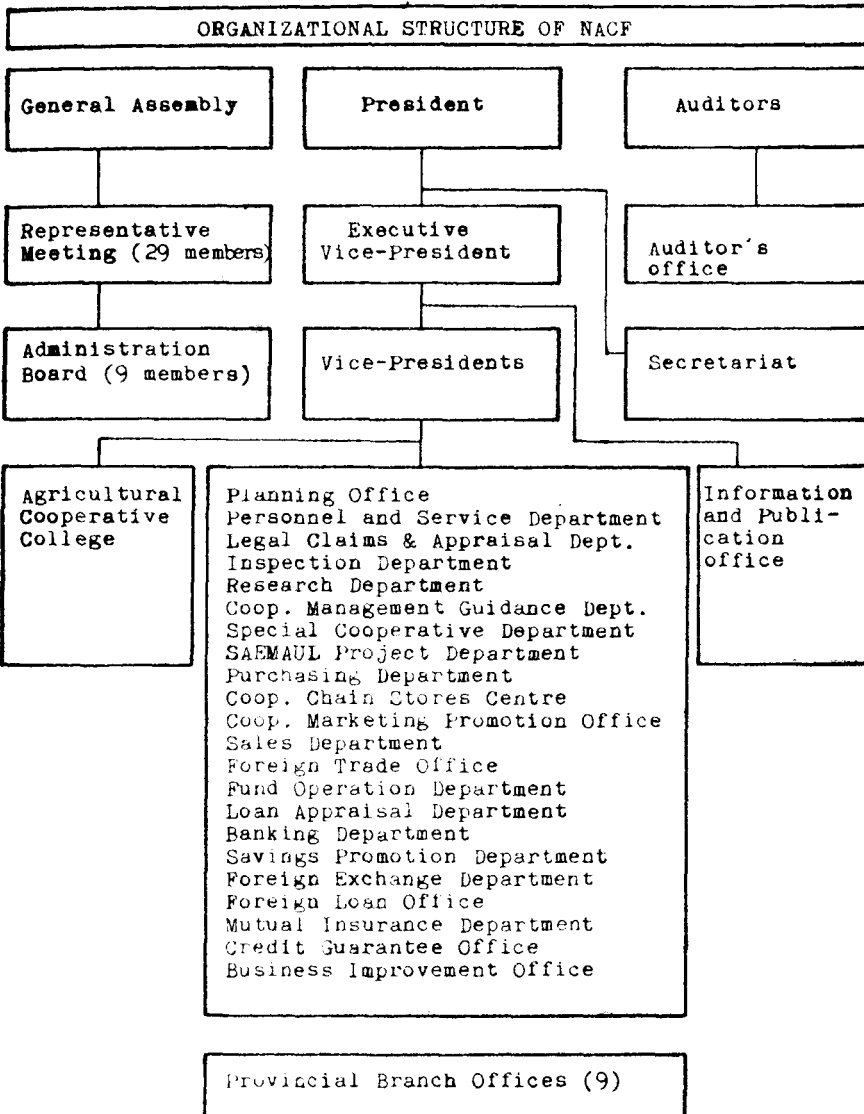 ORGANIZATIONAL STRUCTURE OF NACF
General Assembly
President
Auditors
Representative
Meeting (29 members)
Executive
Vice-President
Auditor's
office
Administration
Board (9 members)
Vice-Presidents
Secretariat
Agricultural
Cooperative
College
Planning Office
Personnel and Service Department
Legal Claims & Appraisal Dept.
Inspection Department
Research Department
Coop. Management Guidance Dept.
Special Cooperative Department
SAEMAUL Project Department
Purchasing Department
Coop. Chain Stores Centre
Coop. Marketing Promotion Office
Sales Department
Foreign Trade Office
Fund Operation Department
Loan Appraisal Department
Banking Department
Savings Promotion Department
Foreign Exchange Department
Foreign Loan Office
Mutual Insurance Department
Credit Guarantee Office
Business Improvement Office
Information
and Publi-
cation
office
Provincial Branch Offices (9)